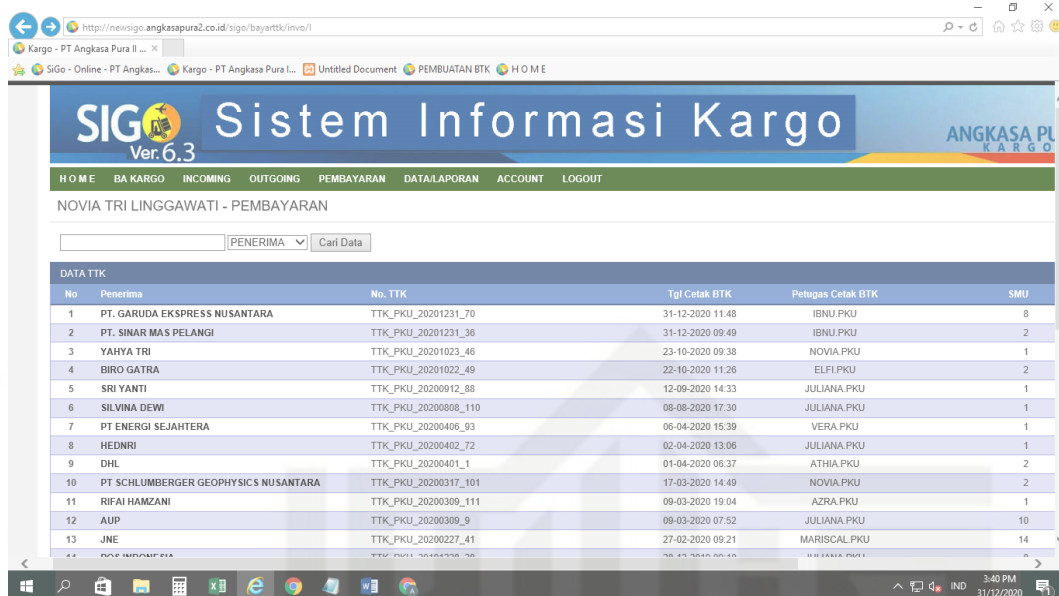 http://newsigo.angkasapura2.co.id/sigo/bayarttk/invo/l
Kargo - PT Angkasa Pura II ...
SiGo - Online - PT Angkas... Kargo - PT Angkasa Pura I... Untitled Document PEMBUATAN BTK H O M E
SIGO Sistem Informasi Kargo
Ver. 6.3
ANGKASA PU
KARGO
H O M E BA KARGO INCOMING OUTGOING PEMBAYARAN DATA/LAPORAN ACCOUNT LOGOUT
NOVIA TRI LINGGAWATI - PEMBAYARAN
PENERIMA Cari Data
DATA TTK
No Penerima No. TTK Tgl Cetak BTK Petugas Cetak BTK SMU
1 PT. GARUDA EKSPRESS NUSANTARA TTK_PKU_20201231_70 31-12-2020 11:48 IBNU.PKU 8
2 PT. SINAR MAS PELANGI TTK_PKU_20201231_36 31-12-2020 09:49 IBNU.PKU 2
3 YAHYA TRI TTK_PKU_20201023_46 23-10-2020 09:38 NOVIA.PKU 1
4 BIRO GATRA TTK_PKU_20201022_49 22-10-2020 11:26 ELFI.PKU 2
5 SRI YANTI TTK_PKU_20200912_88 12-09-2020 14:33 JULIANA.PKU 1
6 SILVINA DEWI TTK_PKU_20200808_110 08-08-2020 17:30 JULIANA.PKU 1
7 PT ENERGI SEJAHTERA TTK_PKU_20200406_93 06-04-2020 15:39 VERA.PKU 1
8 HEDNRI TTK_PKU_20200402_72 02-04-2020 13:06 JULIANA.PKU 1
9 DHL TTK_PKU_20200401_1 01-04-2020 06:37 ATHIA.PKU 2
10 PT SCHLUMBERGER GEOPHYSICS NUSANTARA TTK_PKU_20200317_101 17-03-2020 14:49 NOVIA.PKU 2
11 RIFAI HAMZANI TTK_PKU_20200309_111 09-03-2020 19:04 AZRA.PKU 1
12 AUP TTK_PKU_20200309_9 09-03-2020 07:52 JULIANA.PKU 10
13 JNE TTK_PKU_20200227_41 27-02-2020 09:21 MARISCAL.PKU 14
IND 3:40 PM
31/12/2020